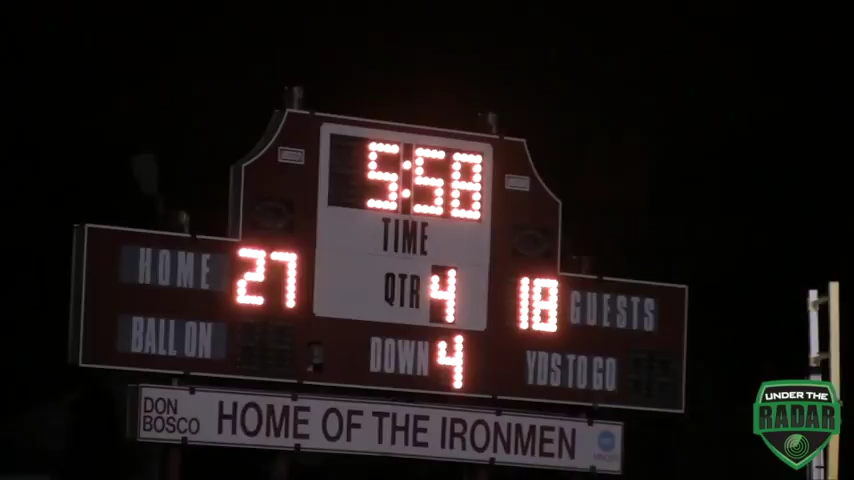 5:58
TIME
HOME 27 QTR 4 18 GUESTS
BALL ON DOWN 4 YDS TO GO
DON BOSCO HOME OF THE IRONMEN
UNDER THE
RADAR